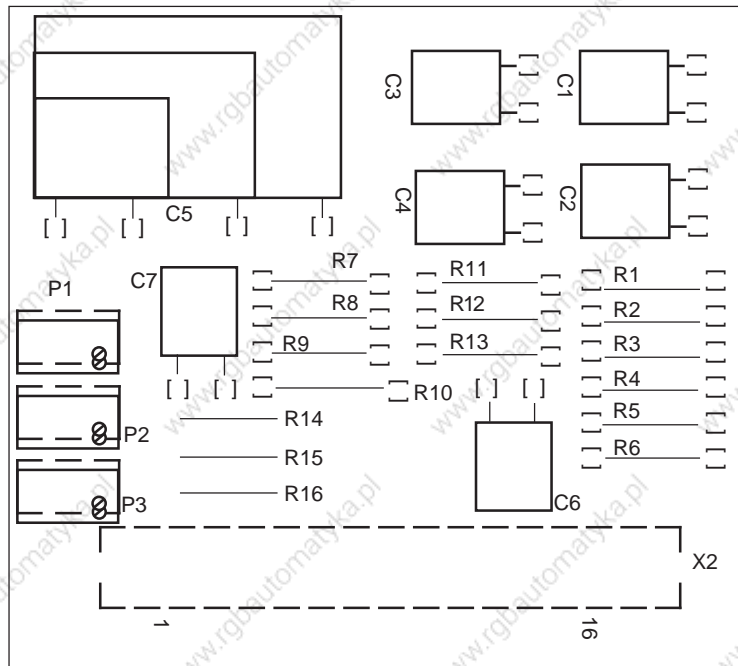 C3
C1
C4
C2
C5
C7
R7
R11
R1
P1
R8
R12
R2
R9
R13
R3
R10
R4
R14
R5
P2
R15
R6
R16
P3
C6
X2
1
16
www.rgbautomatyka.pl